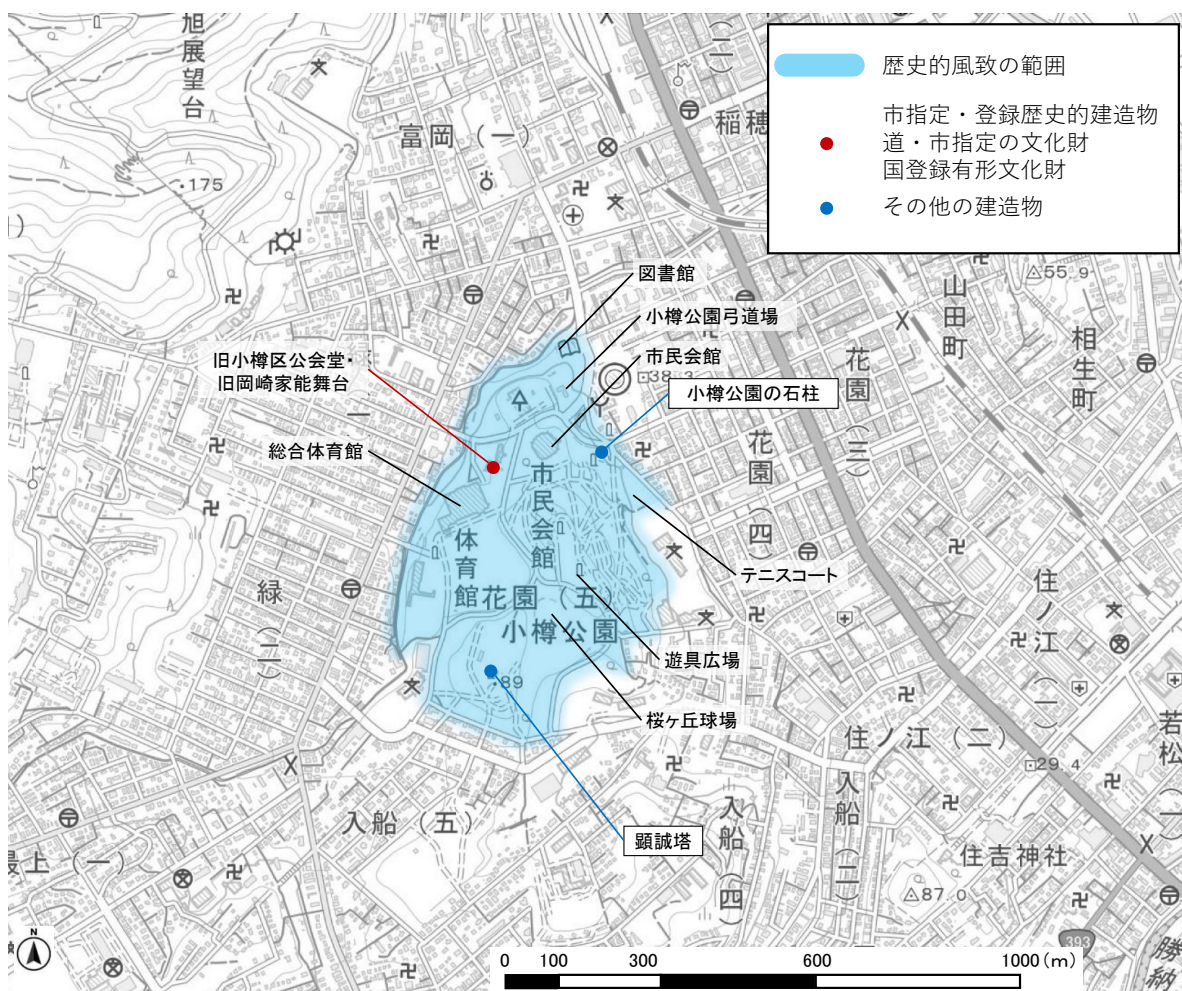 歴史的風致の範囲
市指定・登録歴史的建造物
道・市指定の文化財
国登録有形文化財
その他の建造物
旭展望台
富岡(一)
稲穂
(二)
175
55.9
山田町
相生町
図書館
小樽公園弓道場
市民会館
38.3
小樽公園の石柱
花園(三)
旧小樽区公会堂・
旧岡崎家能舞台
総合体育館
市民会館
花園(四)
体育館
花園(五)
小樽公園
テニスコート
緑(二)
住ノ江(一)
遊具広場
89
桜ヶ丘球場
住ノ江(二)
若松(一)
29.4
入船(五)
入船(四)
入船(二)
顕誠塔
住吉神社
最上(一)
87.0
393
勝納
N
0 100 300 600 1000(m)